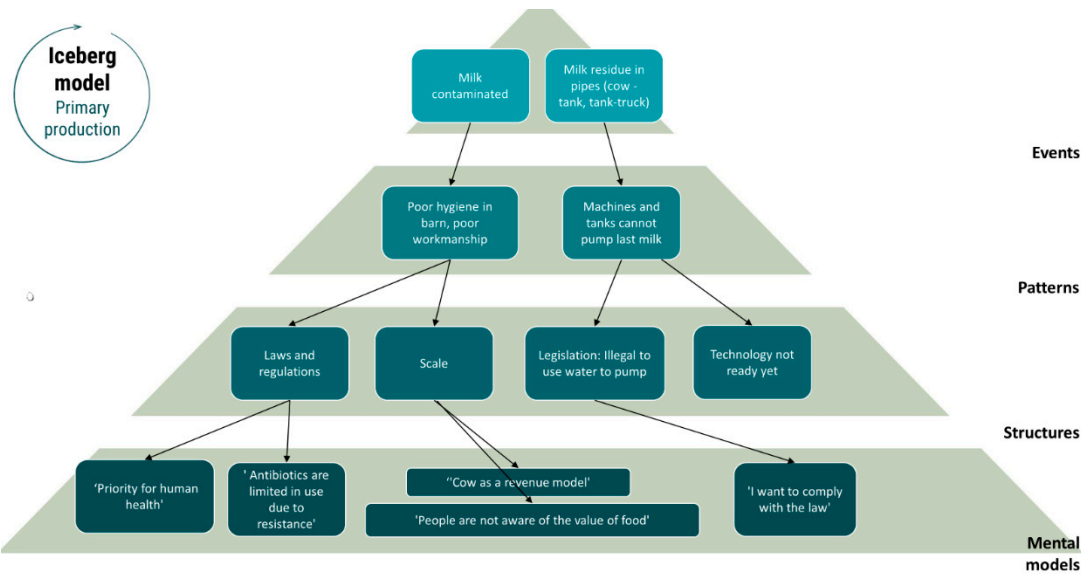 Iceberg
model
Primary
production
Milk
contaminated
Milk residue in
pipes (cow -
tank, tank-truck)
Events
Poor hygiene in
barn, poor
workmanship
Machines and
tanks cannot
pump last milk
Patterns
Laws and
regulations
Scale
Legislation: Illegal to
use water to pump
Technology not
ready yet
Structures
‘Priority for human
health'
' Antibiotics are
limited in use
due to
resistance'
‘'Cow as a revenue model'
'People are not aware of the value of food'
'I want to comply
with the law'
Mental
models